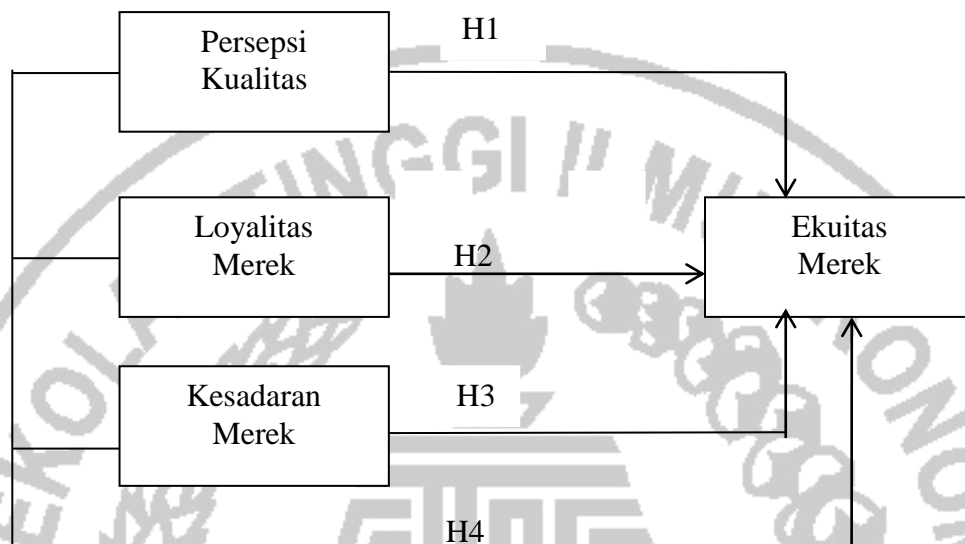 H1
Persepsi
Kualitas
Loyalitas
Merek
H2
Ekuitas
Merek
Kesadaran
Merek
H3
H4